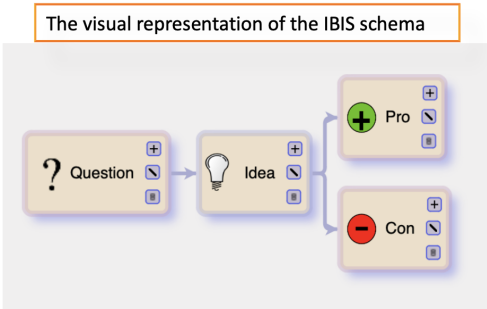 The visual representation of the IBIS schema
? Question
Idea
Pro
Con